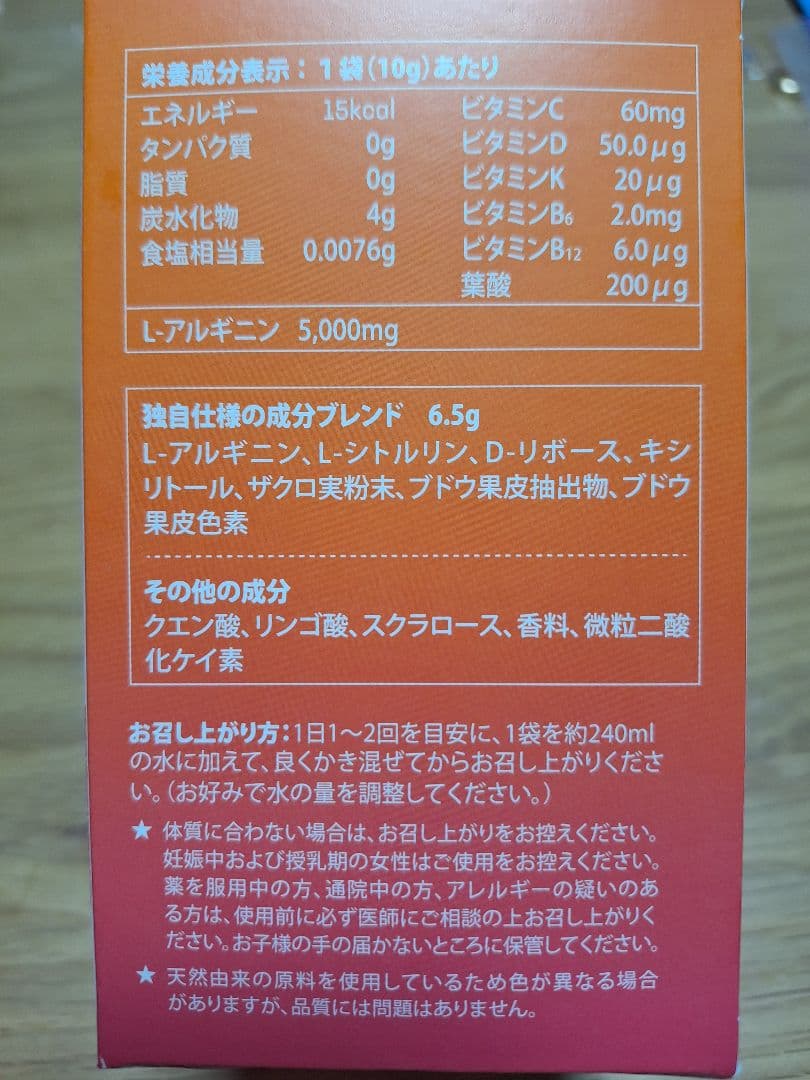 栄養成分表示：1袋（10g）あたり
エネルギー 15kcal ビタミンC 60mg
タンパク質 0g ビタミンD 50.0μg
脂質 0g ビタミンK 20μg
炭水化物 4g ビタミンB₆ 2.0mg
食塩相当量 0.0076g ビタミンB₁₂ 6.0μg
葉酸 200μg
L-アルギニン 5,000mg
独自仕様の成分ブレンド 6.5g
L-アルギニン、L-シトルリン、D-リボース、キシ
リトール、ザクロ実粉末、ブドウ果皮抽出物、ブドウ
果皮色素
その他の成分
クエン酸、リンゴ酸、スクラロース、香料、微粒二酸
化ケイ素
お召し上がり方：1日1～2回を目安に、1袋を約240ml
の水に加えて、良くかき混ぜてからお召し上がりくださ
い。（お好みで水の量を調整してください。）
★ 体質に合わない場合は、お召し上がりをお控えください。
妊娠中および授乳期の女性はご使用をお控えください。
薬を服用中の方、通院中の方、アレルギーの疑いのあ
る方は、使用前に必ず医師にご相談の上お召し上がりく
ださい。お子様の手の届かないところに保管してください。
★ 天然由来の原料を使用しているため色が異なる場合
がありますが、品質には問題はありません。